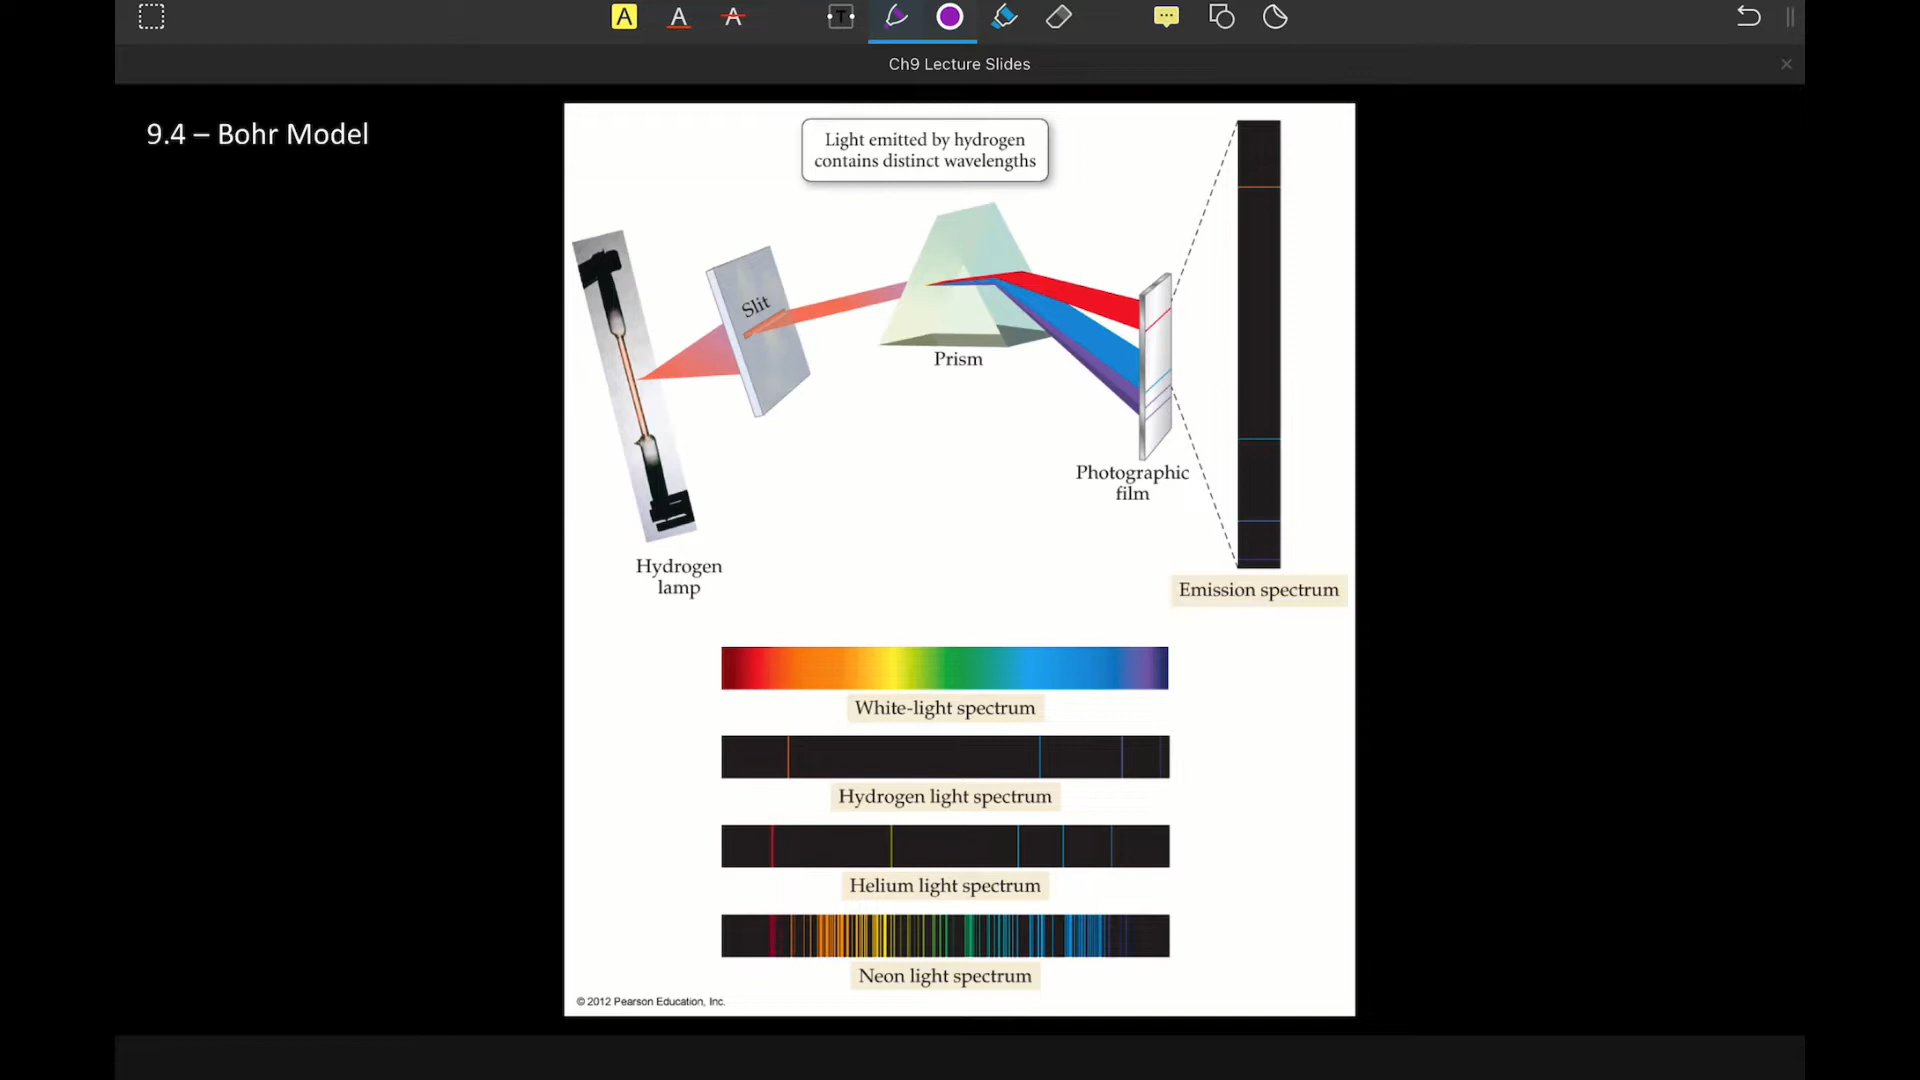 A A A T
Ch9 Lecture Slides
9.4 – Bohr Model
Light emitted by hydrogen
contains distinct wavelengths
Slit
Prism
Photographic
film
Hydrogen
lamp
Emission spectrum
White-light spectrum
Hydrogen light spectrum
Helium light spectrum
Neon light spectrum
© 2012 Pearson Education, Inc.